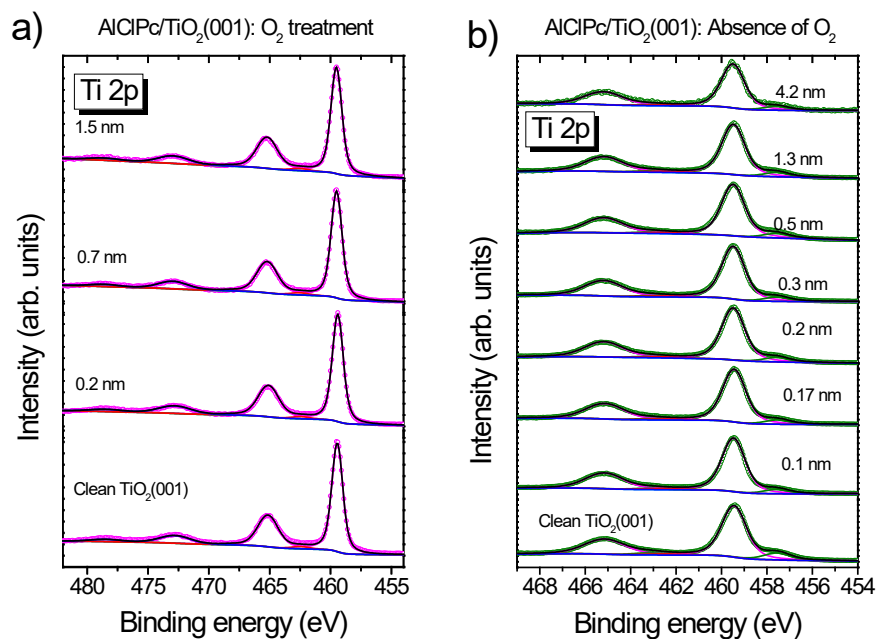 a)
AlClPc/TiO₂(001): O₂ treatment
Ti 2p
1.5 nm
0.7 nm
0.2 nm
Clean TiO₂(001)
Intensity (arb. units)
480 475 470 465 460 455
Binding energy (eV)
b)
AlClPc/TiO₂(001): Absence of O₂
4.2 nm
Ti 2p
1.3 nm
0.5 nm
0.3 nm
0.2 nm
0.17 nm
0.1 nm
Clean TiO₂(001)
Intensity (arb. units)
468 466 464 462 460 458 456 454
Binding energy (eV)